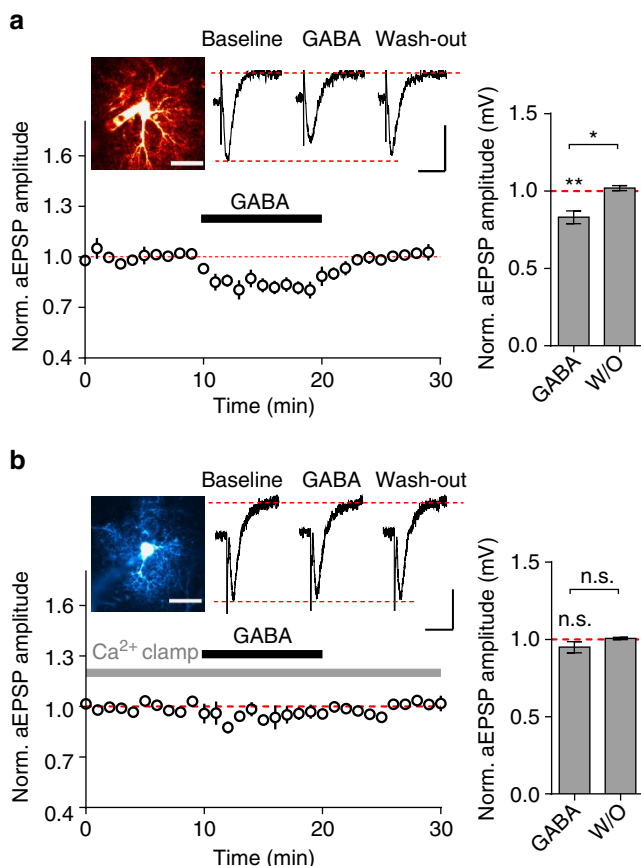 a
Baseline GABA Wash-out
Norm. aEPSP amplitude
1.6
1.3
1.0
0.7
0.4
GABA
0 10 20 30
Time (min)
Norm. aEPSP amplitude (mV)
1.0
0.5
0.0
*
**
GABA W/O
b
Baseline GABA Wash-out
Norm. aEPSP amplitude
1.6
1.3
1.0
0.7
0.4
GABA
Ca2+ clamp
0 10 20 30
Time (min)
Norm. aEPSP amplitude (mV)
1.5
1.0
0.5
0.0
n.s.
n.s.
GABA W/O